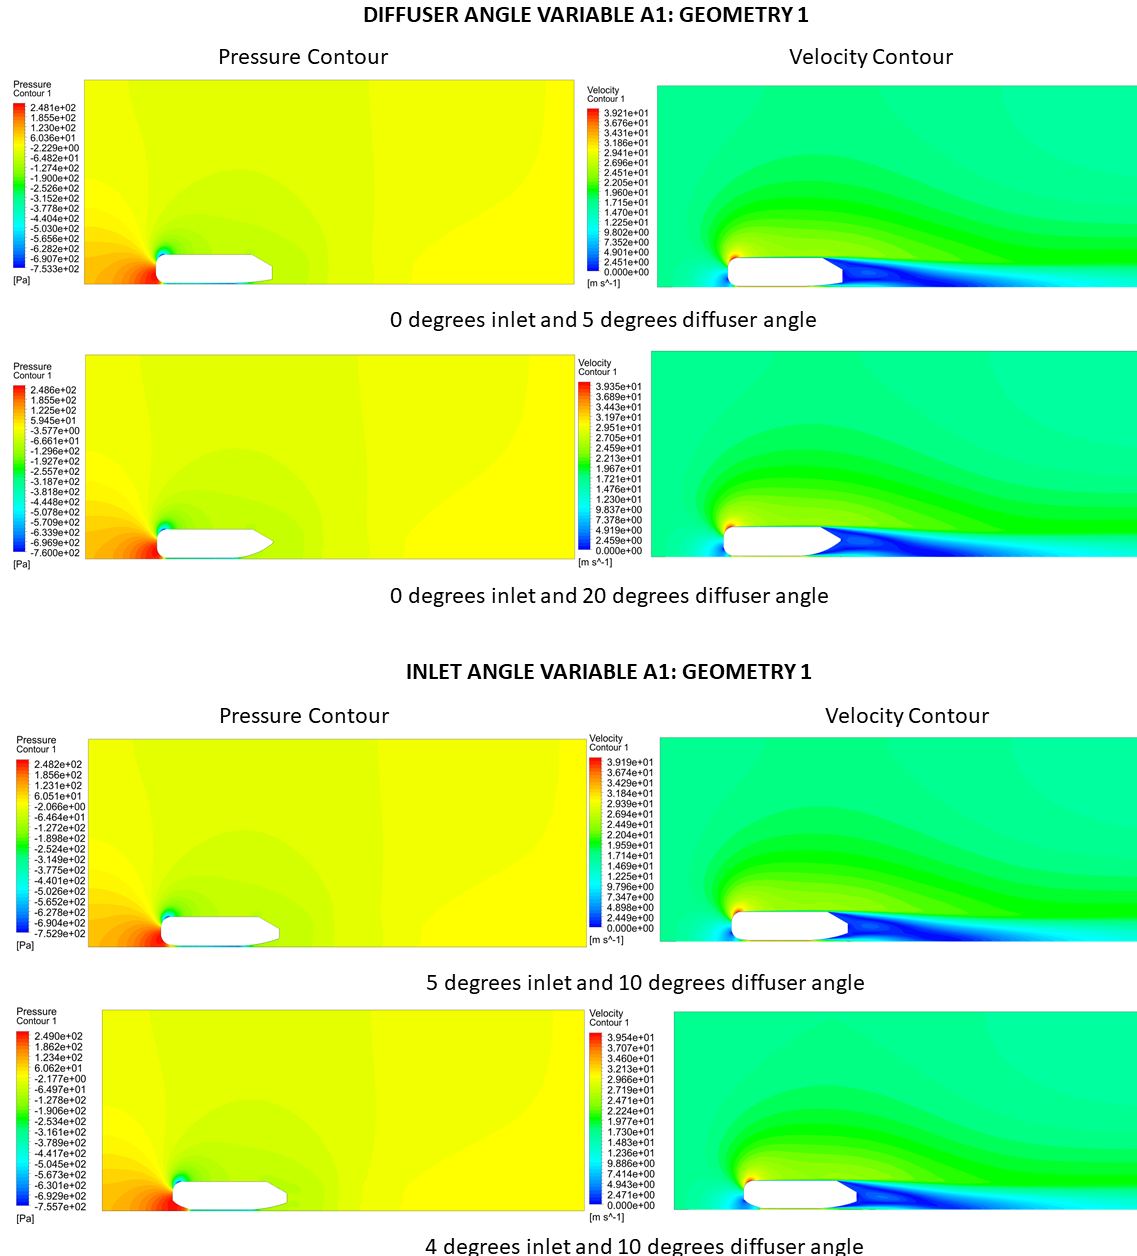 DIFFUSER ANGLE VARIABLE A1: GEOMETRY 1
Pressure Contour
Velocity Contour
Pressure
Contour 1
2.481e+02
1.855e+02
1.230e+02
6.036e+01
-2.229e+00
-6.482e+01
-1.274e+02
-1.900e+02
-2.526e+02
-3.152e+02
-3.778e+02
-4.404e+02
-5.030e+02
-5.656e+02
-6.282e+02
-6.907e+02
-7.533e+02
[Pa]
Velocity
Contour 1
3.921e+01
3.676e+01
3.431e+01
3.186e+01
2.941e+01
2.696e+01
2.451e+01
2.205e+01
1.960e+01
1.715e+01
1.470e+01
1.225e+01
9.802e+00
7.352e+00
4.901e+00
2.451e+00
0.000e+00
[m s^-1]
0 degrees inlet and 5 degrees diffuser angle
Pressure
Contour 1
2.486e+02
1.855e+02
1.225e+02
5.945e+01
-3.577e+00
-6.661e+01
-1.296e+02
-1.927e+02
-2.557e+02
-3.187e+02
-3.818e+02
-4.448e+02
-5.078e+02
-5.709e+02
-6.339e+02
-6.969e+02
-7.600e+02
[Pa]
Velocity
Contour 1
3.935e+01
3.689e+01
3.443e+01
3.197e+01
2.951e+01
2.705e+01
2.459e+01
2.213e+01
1.967e+01
1.721e+01
1.476e+01
1.230e+01
9.837e+00
7.378e+00
4.919e+00
2.459e+00
0.000e+00
[m s^-1]
0 degrees inlet and 20 degrees diffuser angle
INLET ANGLE VARIABLE A1: GEOMETRY 1
Pressure Contour
Velocity Contour
Pressure
Contour 1
2.482e+02
1.856e+02
1.231e+02
6.051e+01
-2.066e+00
-6.464e+01
-1.272e+02
-1.898e+02
-2.524e+02
-3.149e+02
-3.775e+02
-4.401e+02
-5.026e+02
-5.652e+02
-6.278e+02
-6.904e+02
-7.529e+02
[Pa]
Velocity
Contour 1
3.919e+01
3.674e+01
3.429e+01
3.184e+01
2.939e+01
2.694e+01
2.449e+01
2.204e+01
1.959e+01
1.714e+01
1.469e+01
1.225e+01
9.796e+00
7.347e+00
4.898e+00
2.449e+00
0.000e+00
[m s^-1]
5 degrees inlet and 10 degrees diffuser angle
Pressure
Contour 1
2.490e+02
1.862e+02
1.234e+02
6.062e+01
-2.177e+00
-6.497e+01
-1.278e+02
-1.906e+02
-2.534e+02
-3.161e+02
-3.789e+02
-4.417e+02
-5.045e+02
-5.673e+02
-6.301e+02
-6.929e+02
-7.557e+02
[Pa]
Velocity
Contour 1
3.954e+01
3.707e+01
3.460e+01
3.213e+01
2.966e+01
2.719e+01
2.471e+01
2.224e+01
1.977e+01
1.730e+01
1.483e+01
1.236e+01
9.886e+00
7.414e+00
4.943e+00
2.471e+00
0.000e+00
[m s^-1]
4 degrees inlet and 10 degrees diffuser angle